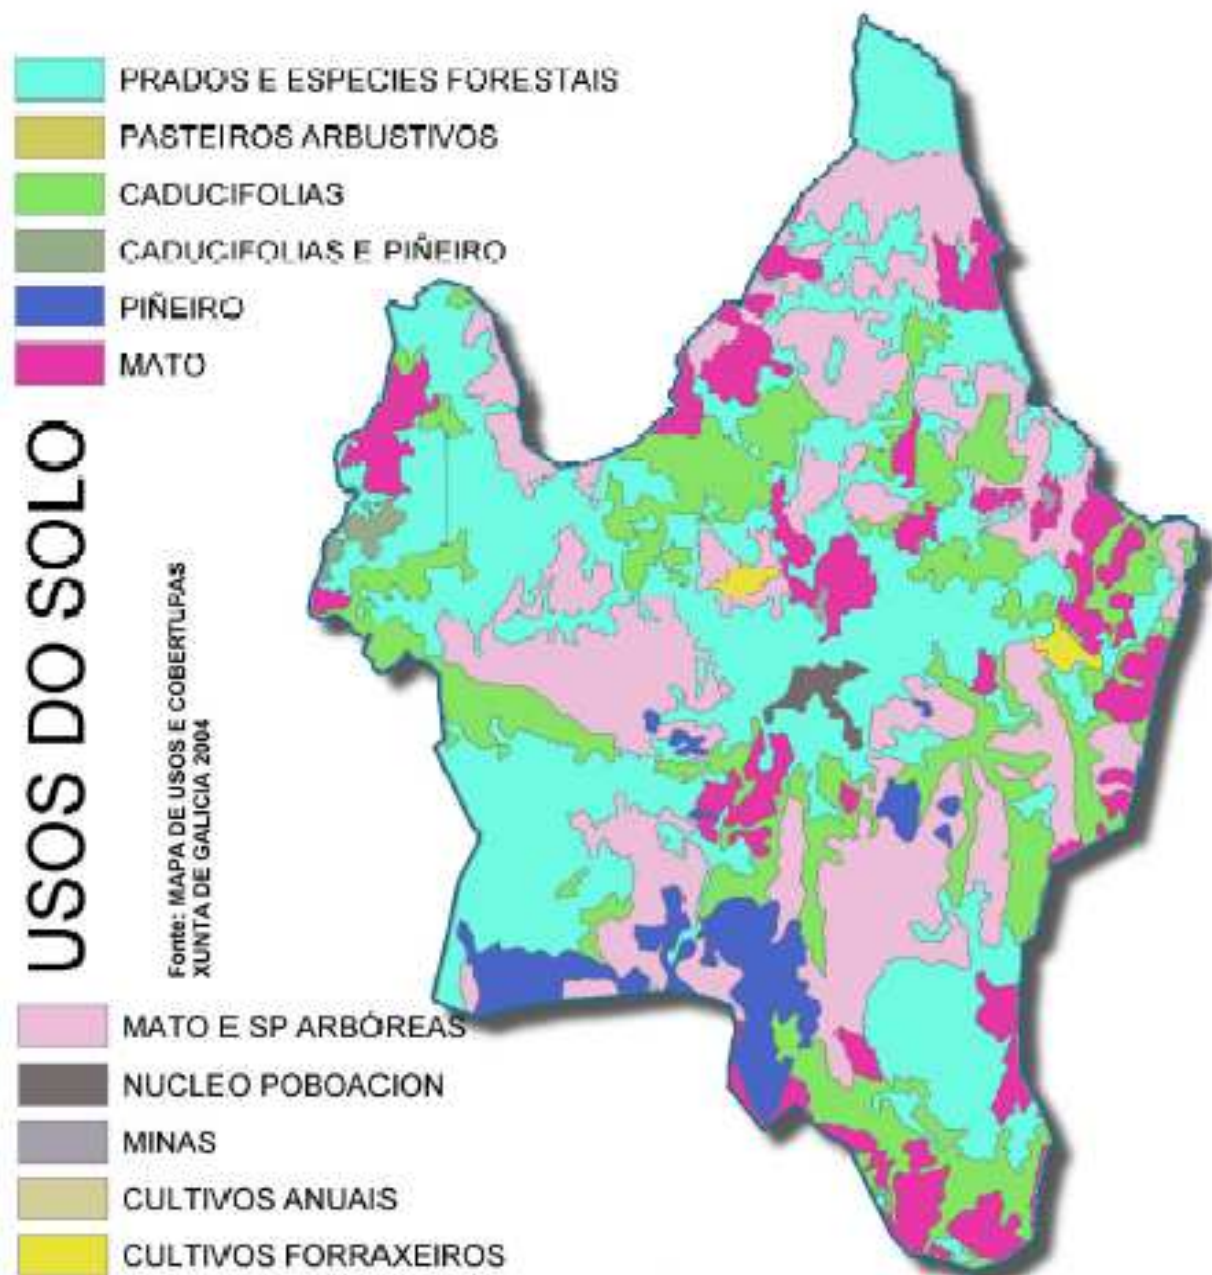 PRADOS E ESPECIES FORESTAIS
PASTEIROS ARBUSTIVOS
CADUCIFOLIAS
CADUCIFOLIAS E PIÑEIRO
PIÑEIRO
MATO
USOS DO SOLO
Fonte: MAPA DE USOS E COBERTUPAS
XUNTA DE GALICIA 2004
MATO E SP ARBÓREAS
NUCLEO POBOACION
MINAS
CULTIVOS ANUAIS
CULTIVOS FORRAXEIROS